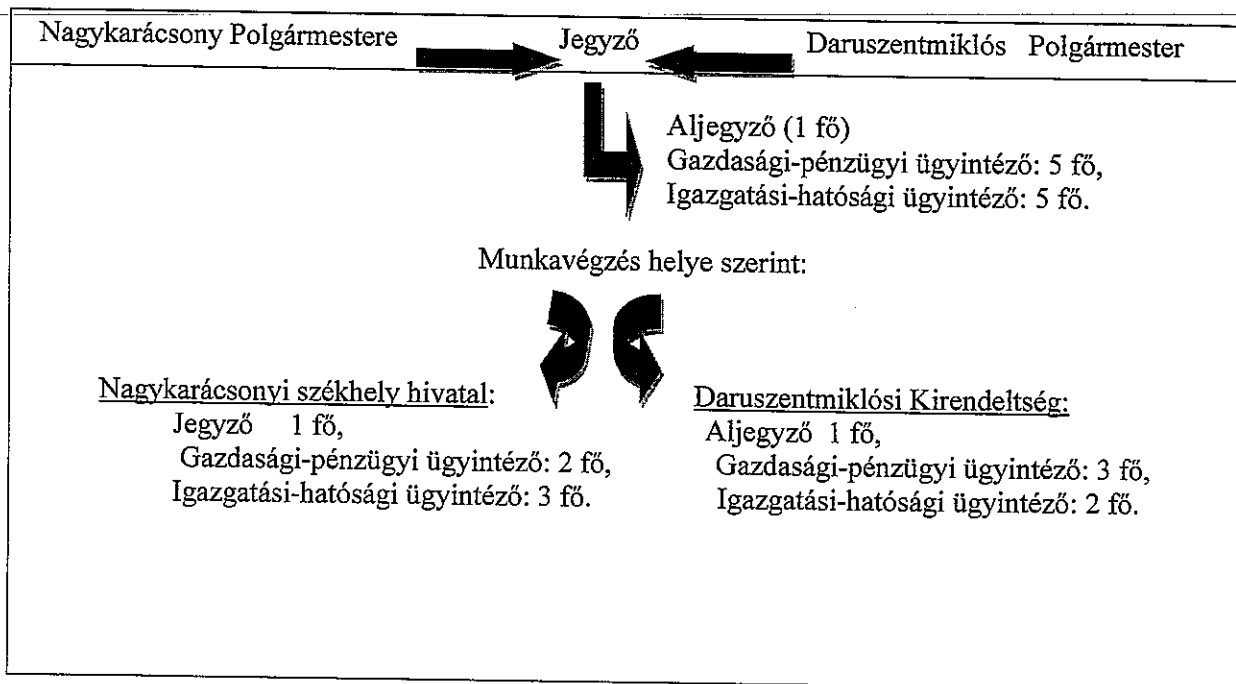 Nagykarácsony Polgármestere Jegyző Daruszentmiklós Polgármester
Aljegyző (1 fő)
Gazdasági-pénzügyi ügyintéző: 5 fő,
Igazgatási-hatósági ügyintéző: 5 fő.
Munkavégzés helye szerint:
Nagykarácsonyi székhely hivatal:
Jegyző 1 fő,
Gazdasági-pénzügyi ügyintéző: 2 fő,
Igazgatási-hatósági ügyintéző: 3 fő.
Daruszentmiklósi Kirendeltség:
Aljegyző 1 fő,
Gazdasági-pénzügyi ügyintéző: 3 fő,
Igazgatási-hatósági ügyintéző: 2 fő.